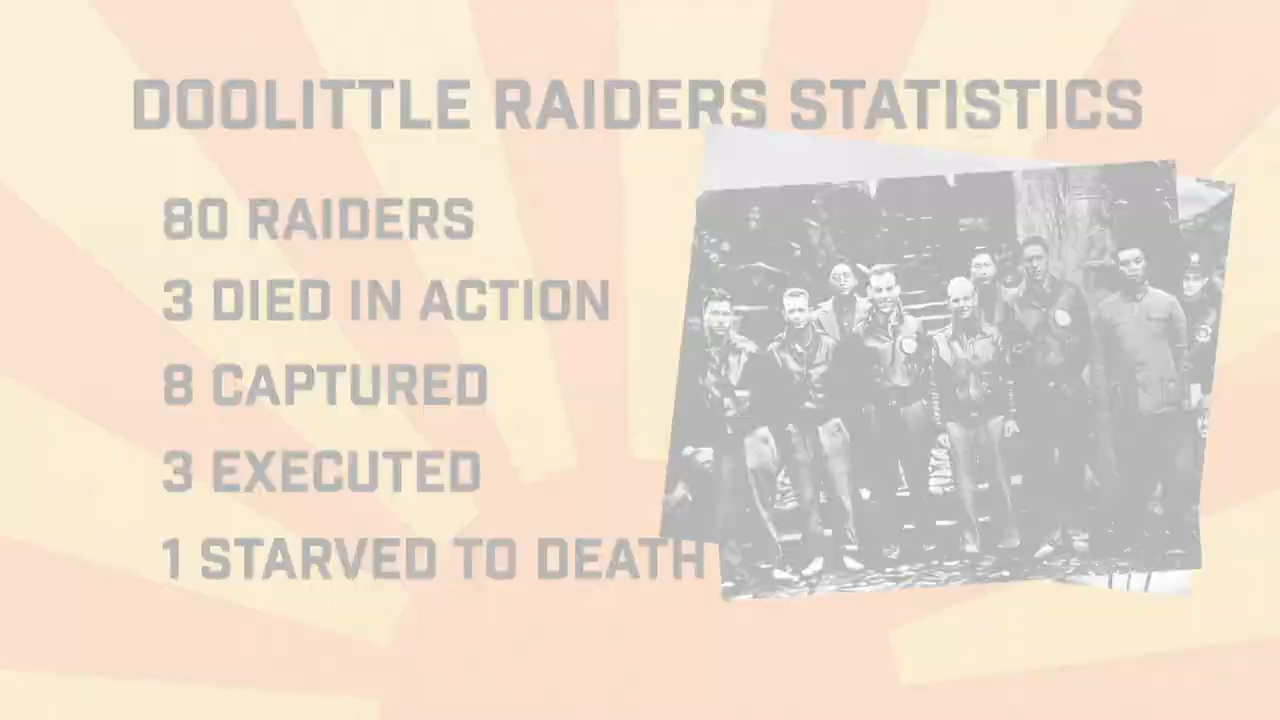 DOOLITTLE RAIDERS STATISTICS
80 RAIDERS
3 DIED IN ACTION
8 CAPTURED
3 EXECUTED
1 STARVED TO DEATH